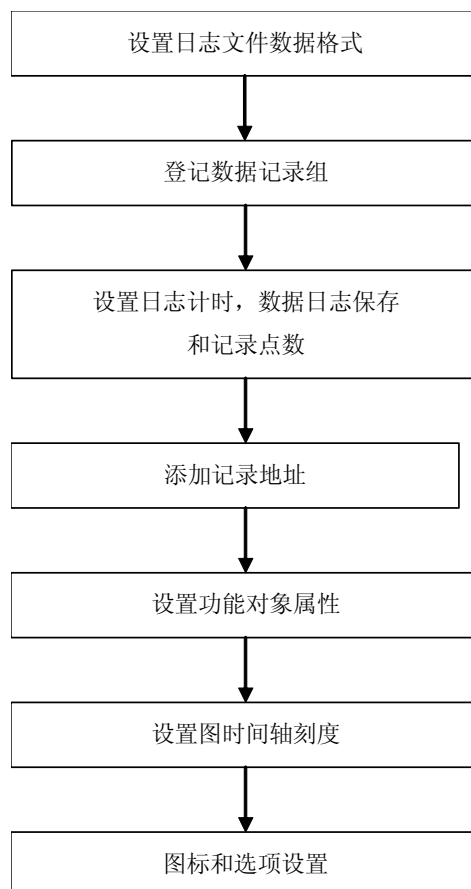 设置日志文件数据格式
登记数据记录组
设置日志计时，数据日志保存
和记录点数
添加记录地址
设置功能对象属性
设置图时间轴刻度
图标和选项设置